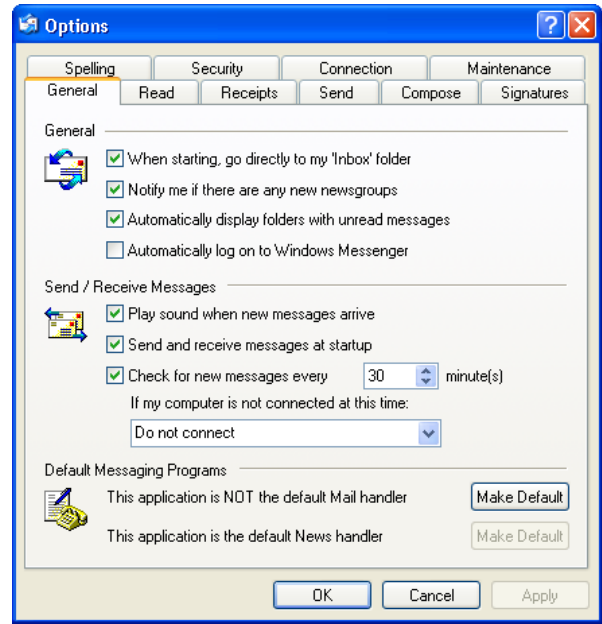 Options
Spelling Security Connection Maintenance
General Read Receipts Send Compose Signatures
General
When starting, go directly to my 'Inbox' folder
Notify me if there are any new newsgroups
Automatically display folders with unread messages
Automatically log on to Windows Messenger
Send / Receive Messages
Play sound when new messages arrive
Send and receive messages at startup
Check for new messages every 30 minute(s)
If my computer is not connected at this time:
Do not connect
Default Messaging Programs
This application is NOT the default Mail handler Make Default
This application is the default News handler Make Default
OK Cancel Apply